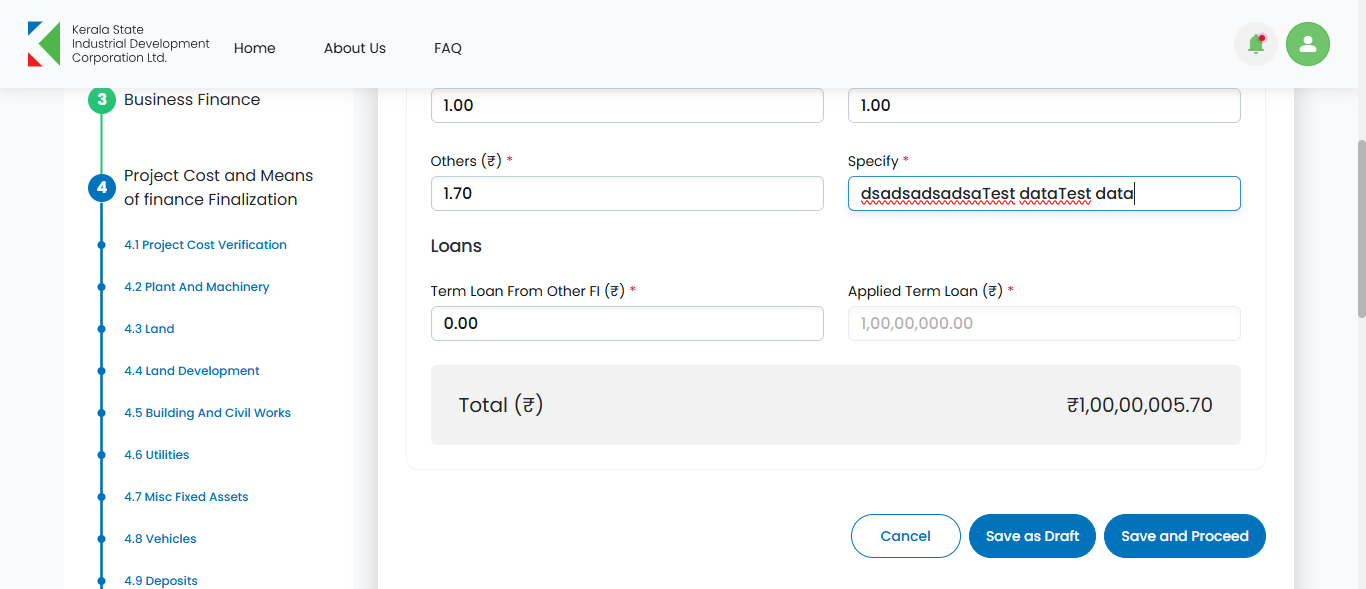 Kerala State
Industrial Development
Corporation Ltd.
Home
About Us
FAQ
3
Business Finance
4
Project Cost and Means
of finance Finalization
4.1 Project Cost Verification
4.2 Plant And Machinery
4.3 Land
4.4 Land Development
4.5 Building And Civil Works
4.6 Utilities
4.7 Misc Fixed Assets
4.8 Vehicles
4.9 Deposits
1.00
1.00
Others (₹) *
Specify *
1.70
dsadsadsadsaTest dataTest data
Loans
Term Loan From Other FI (₹) *
Applied Term Loan (₹) *
0.00
1,00,00,000.00
Total (₹)
₹1,00,00,005.70
Cancel
Save as Draft
Save and Proceed